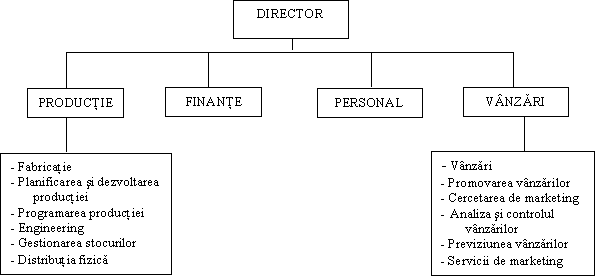 DIRECTOR
PRODUCȚIE
FINANȚE
PERSONAL
VÂNZĂRI
- Fabricație
- Planificarea și dezvoltarea
producției
- Programarea producției
- Engineering
- Gestionarea stocurilor
- Distribuția fizică
- Vânzări
- Promovarea vânzărilor
- Cercetarea de marketing
- Analiza și controlul
vânzărilor
- Previziunea vânzărilor
- Servicii de marketing